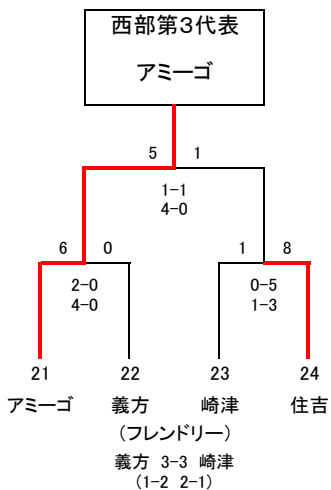 西部第3代表
アミーゴ
5 1
1-1
4-0
6 0 1 8
2-0 0-5
4-0 1-3
21 22 23 24
アミーゴ 義方 崎津 住吉
（フレンドリー）
義方 3-3 崎津
（1-2 2-1）